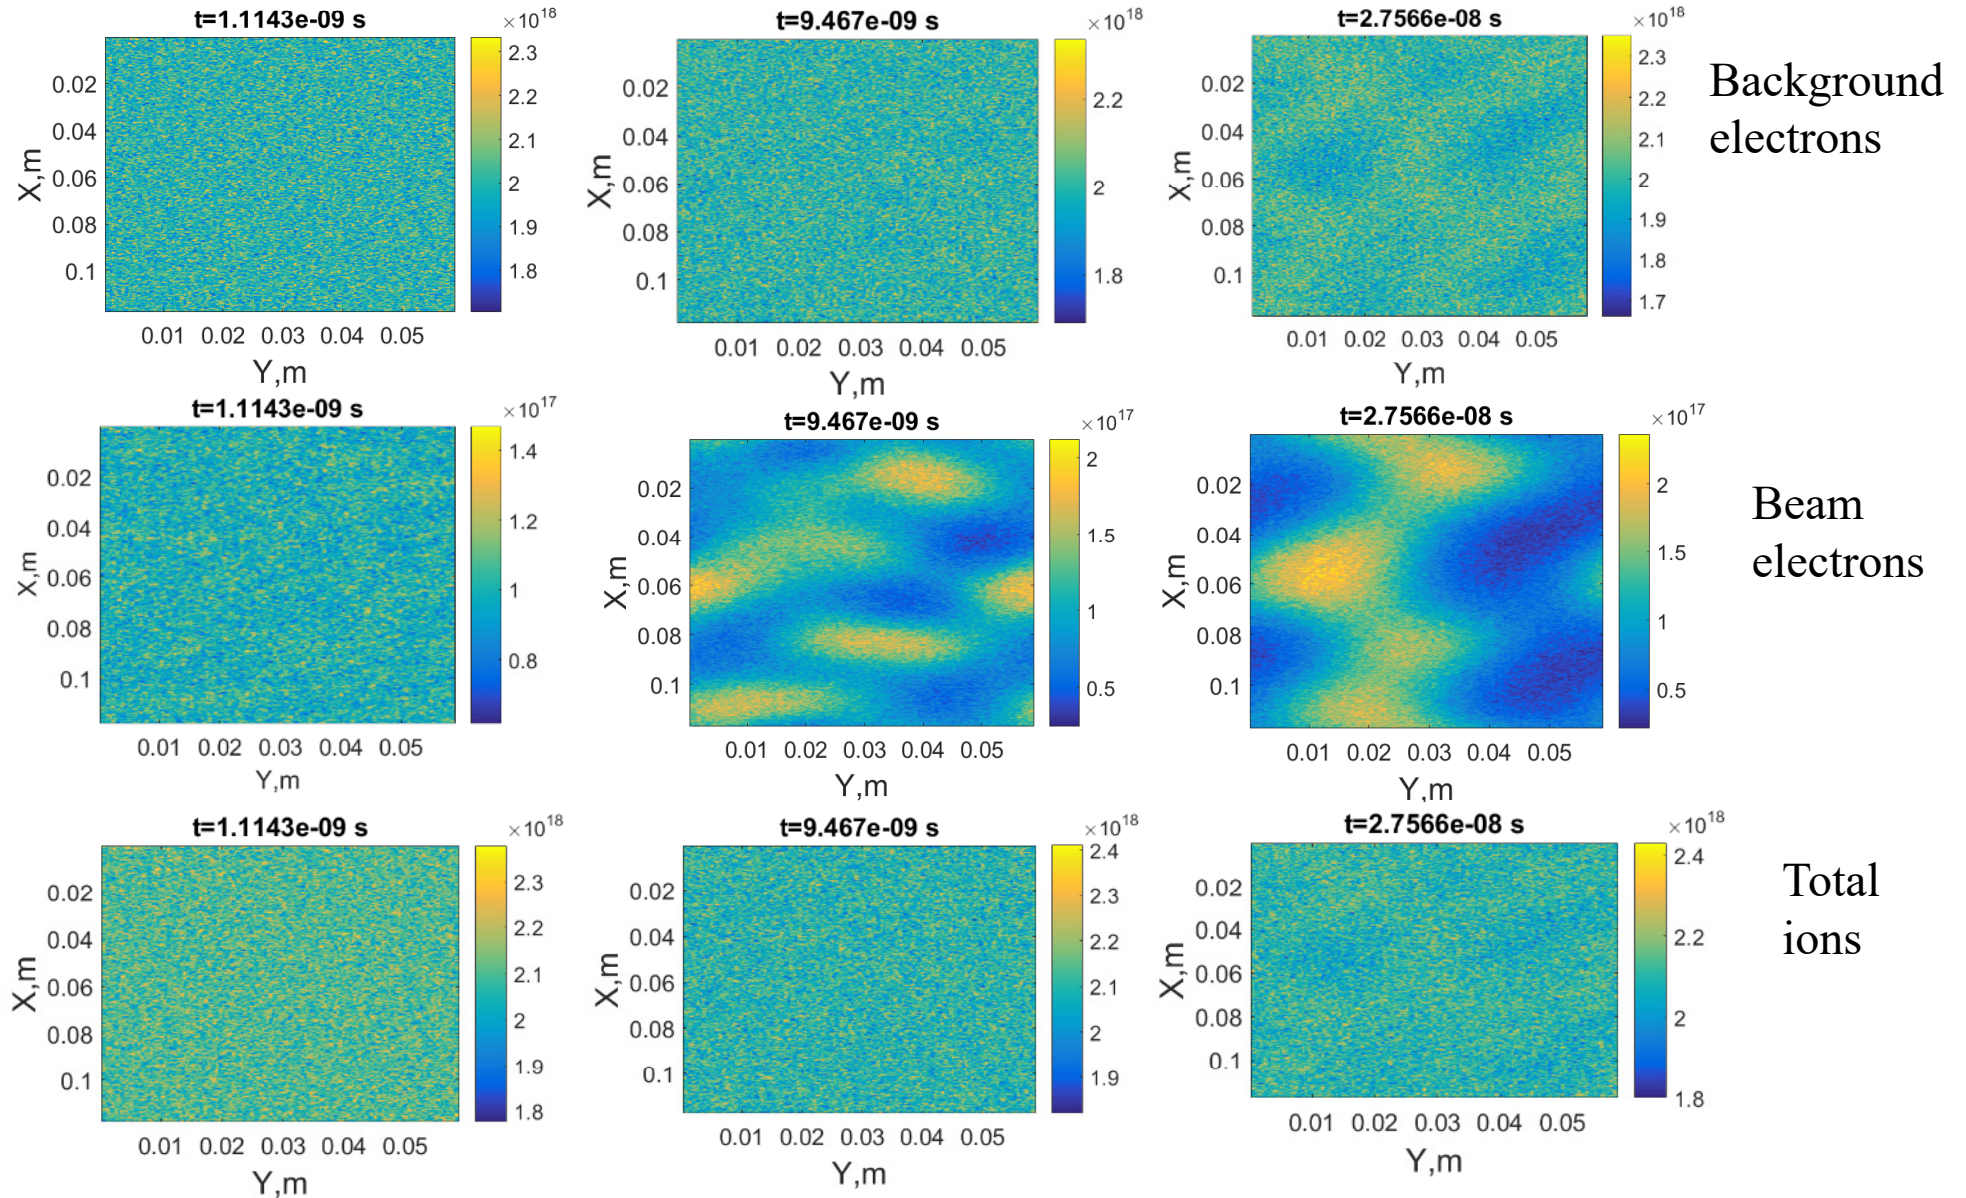 t=1.1143e-09 s
×10^18
2.3
2.2
2.1
2
1.9
1.8
0.02
0.04
0.06
0.08
0.1
X,m
0.01 0.02 0.03 0.04 0.05
Y,m
t=9.467e-09 s
×10^18
2.2
2
1.8
0.02
0.04
0.06
0.08
0.1
X,m
0.01 0.02 0.03 0.04 0.05
Y,m
t=2.7566e-08 s
×10^18
2.3
2.2
2.1
2
1.9
1.8
1.7
0.02
0.04
0.06
0.08
0.1
X,m
0.01 0.02 0.03 0.04 0.05
Y,m
Background
electrons
t=1.1143e-09 s
×10^17
1.4
1.2
1
0.8
0.02
0.04
0.06
0.08
0.1
X,m
0.01 0.02 0.03 0.04 0.05
Y,m
t=9.467e-09 s
×10^17
2
1.5
1
0.5
0.02
0.04
0.06
0.08
0.1
X,m
0.01 0.02 0.03 0.04 0.05
Y,m
t=2.7566e-08 s
×10^17
2
1.5
1
0.5
0.02
0.04
0.06
0.08
0.1
X,m
0.01 0.02 0.03 0.04 0.05
Y,m
Beam
electrons
t=1.1143e-09 s
×10^18
2.3
2.2
2.1
2
1.9
1.8
0.02
0.04
0.06
0.08
0.1
X,m
0.01 0.02 0.03 0.04 0.05
Y,m
t=9.467e-09 s
×10^18
2.4
2.3
2.2
2.1
2
1.9
0.02
0.04
0.06
0.08
0.1
X,m
0.01 0.02 0.03 0.04 0.05
Y,m
t=2.7566e-08 s
×10^18
2.4
2.2
2
1.8
0.02
0.04
0.06
0.08
0.1
X,m
0.01 0.02 0.03 0.04 0.05
Y,m
Total
ions